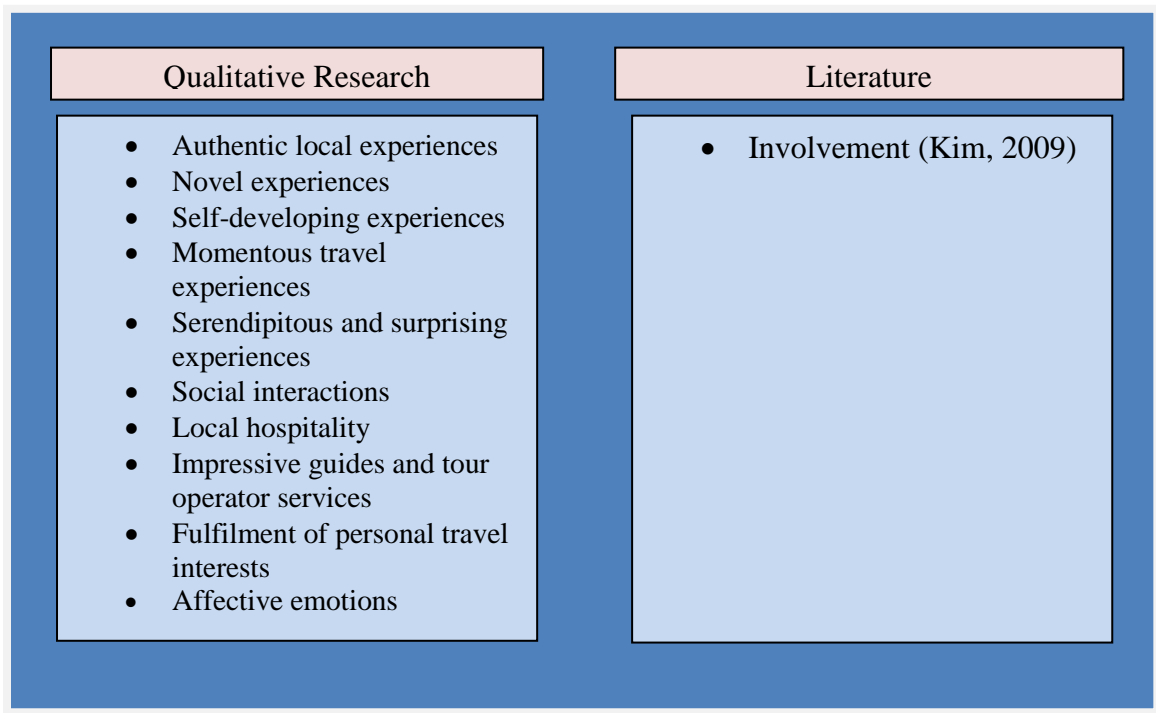 Qualitative Research
• Authentic local experiences
• Novel experiences
• Self-developing experiences
• Momentous travel
experiences
• Serendipitous and surprising
experiences
• Social interactions
• Local hospitality
• Impressive guides and tour
operator services
• Fulfilment of personal travel
interests
• Affective emotions
Literature
• Involvement (Kim, 2009)